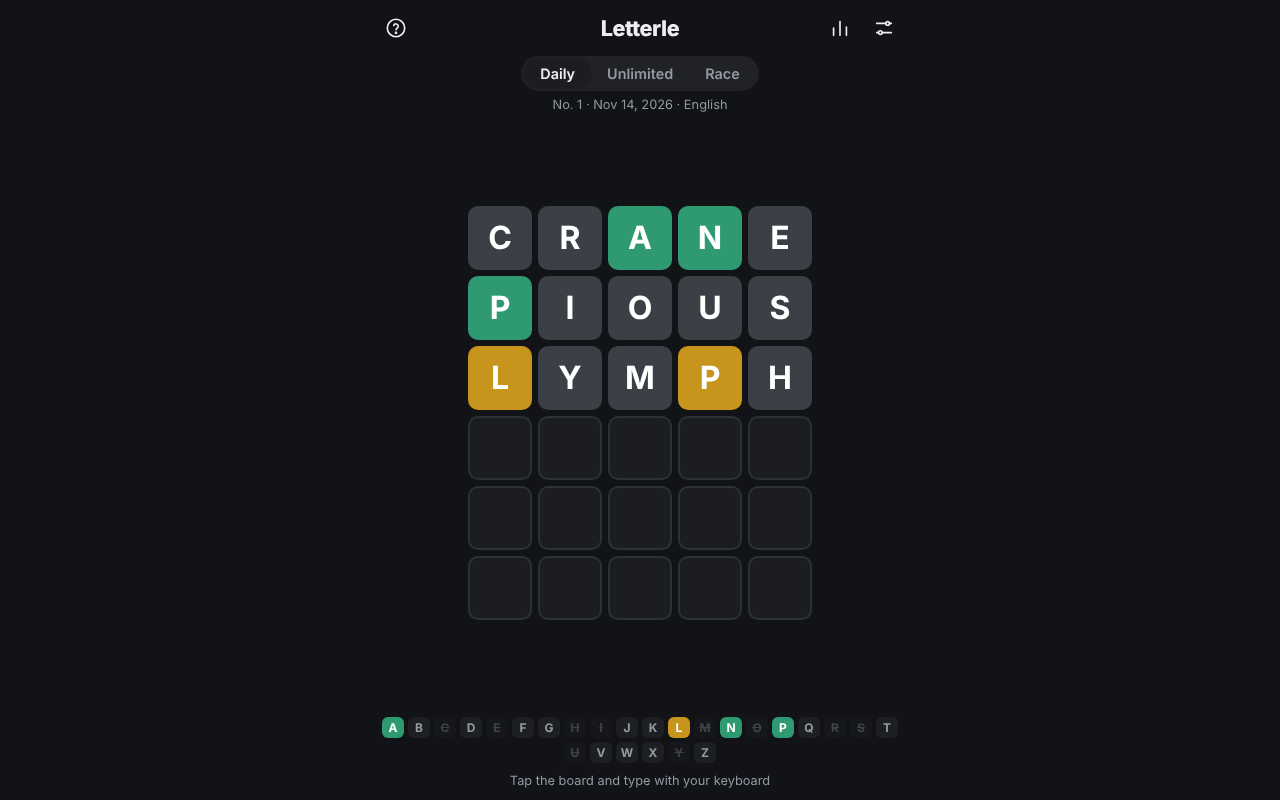 Letterle
Daily Unlimited Race
No. 1 · Nov 14, 2026 · English
C R A N E
P I O U S
L Y M P H
A B C D E F G H I J K L M N O P Q R S T
U V W X Y Z
Tap the board and type with your keyboard